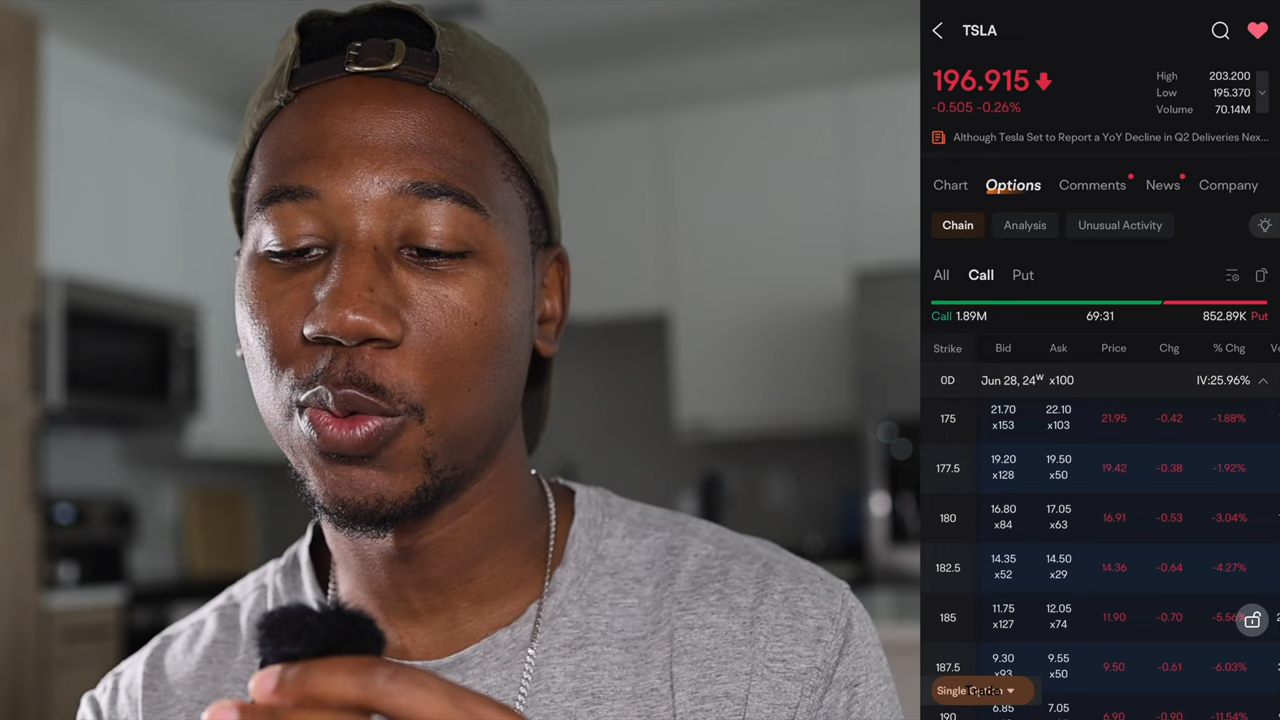 TSLA
196.915
-0.505 -0.26%
High 203.200
Low 195.370
Volume 70.14M
Although Tesla Set to Report a YoY Decline in Q2 Deliveries Nex...
Chart Options Comments News Company
Chain Analysis Unusual Activity
All Call Put
Call 1.89M 69:31 852.89K Put
Strike Bid Ask Price Chg % Chg
0D Jun 28, 24W x100 IV:25.96%
175 21.70 22.10 21.95 -0.42 -1.88%
x153 x103
177.5 19.20 19.50 19.42 -0.38 -1.92%
x128 x50
180 16.80 17.05 16.91 -0.53 -3.04%
x84 x63
182.5 14.35 14.50 14.36 -0.64 -4.27%
x52 x29
185 11.75 12.05 11.90 -0.70 -5.56
x127 x74
187.5 9.30 9.55 9.50 -0.61 -6.03%
x93 x50
Single Trade
190 6.85 7.05 6.90 -0.90 -11.54%